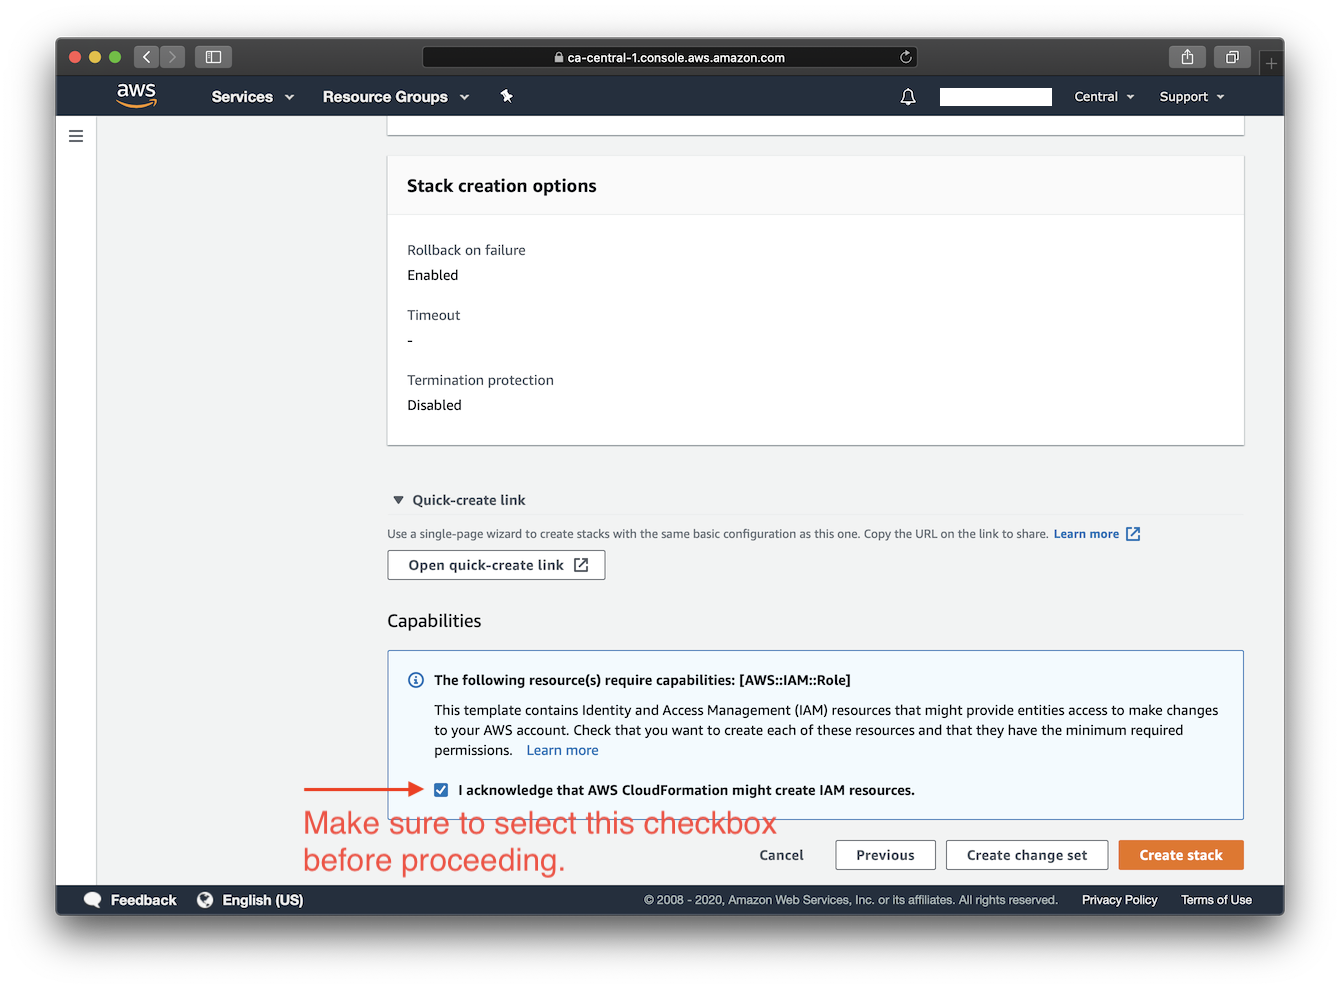 ca-central-1.console.aws.amazon.com
aws Services Resource Groups Central Support
Stack creation options
Rollback on failure
Enabled
Timeout
-
Termination protection
Disabled
Quick-create link
Use a single-page wizard to create stacks with the same basic configuration as this one. Copy the URL on the link to share. Learn more
Open quick-create link
Capabilities
The following resource(s) require capabilities: [AWS::IAM::Role]
This template contains Identity and Access Management (IAM) resources that might provide entities access to make changes
to your AWS account. Check that you want to create each of these resources and that they have the minimum required
permissions. Learn more
I acknowledge that AWS CloudFormation might create IAM resources.
Make sure to select this checkbox
before proceeding.
Cancel Previous Create change set Create stack
Feedback English (US) © 2008 - 2020, Amazon Web Services, Inc. or its affiliates. All rights reserved. Privacy Policy Terms of Use